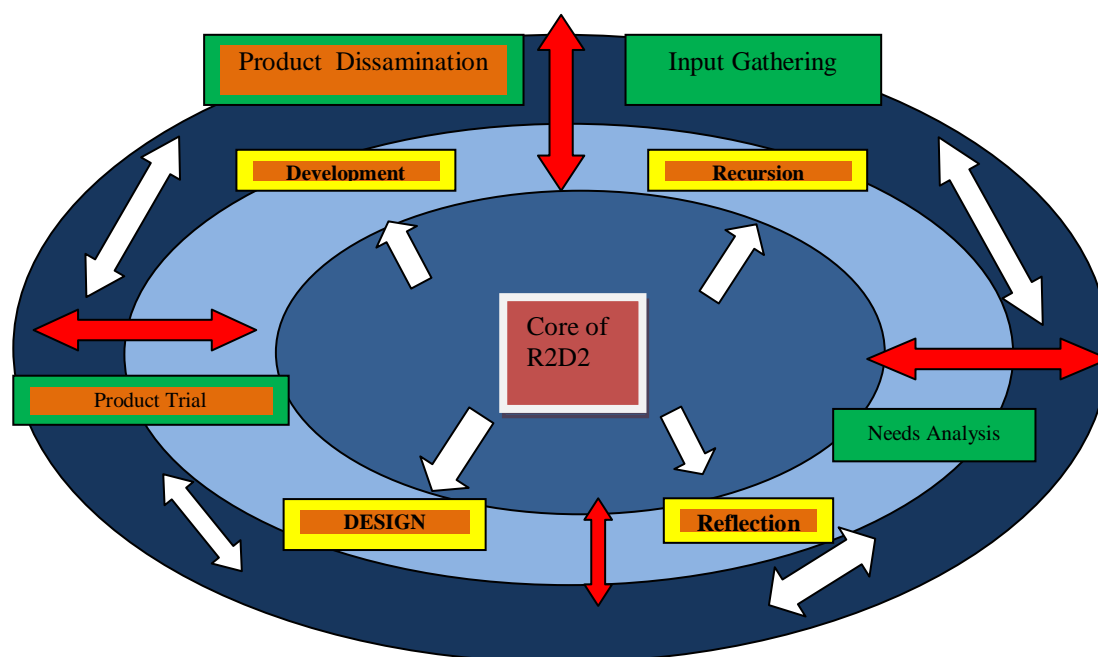 Product Dissamination
Input Gathering
Development
Recursion
Core of
R2D2
Product Trial
Needs Analysis
DESIGN
Reflection